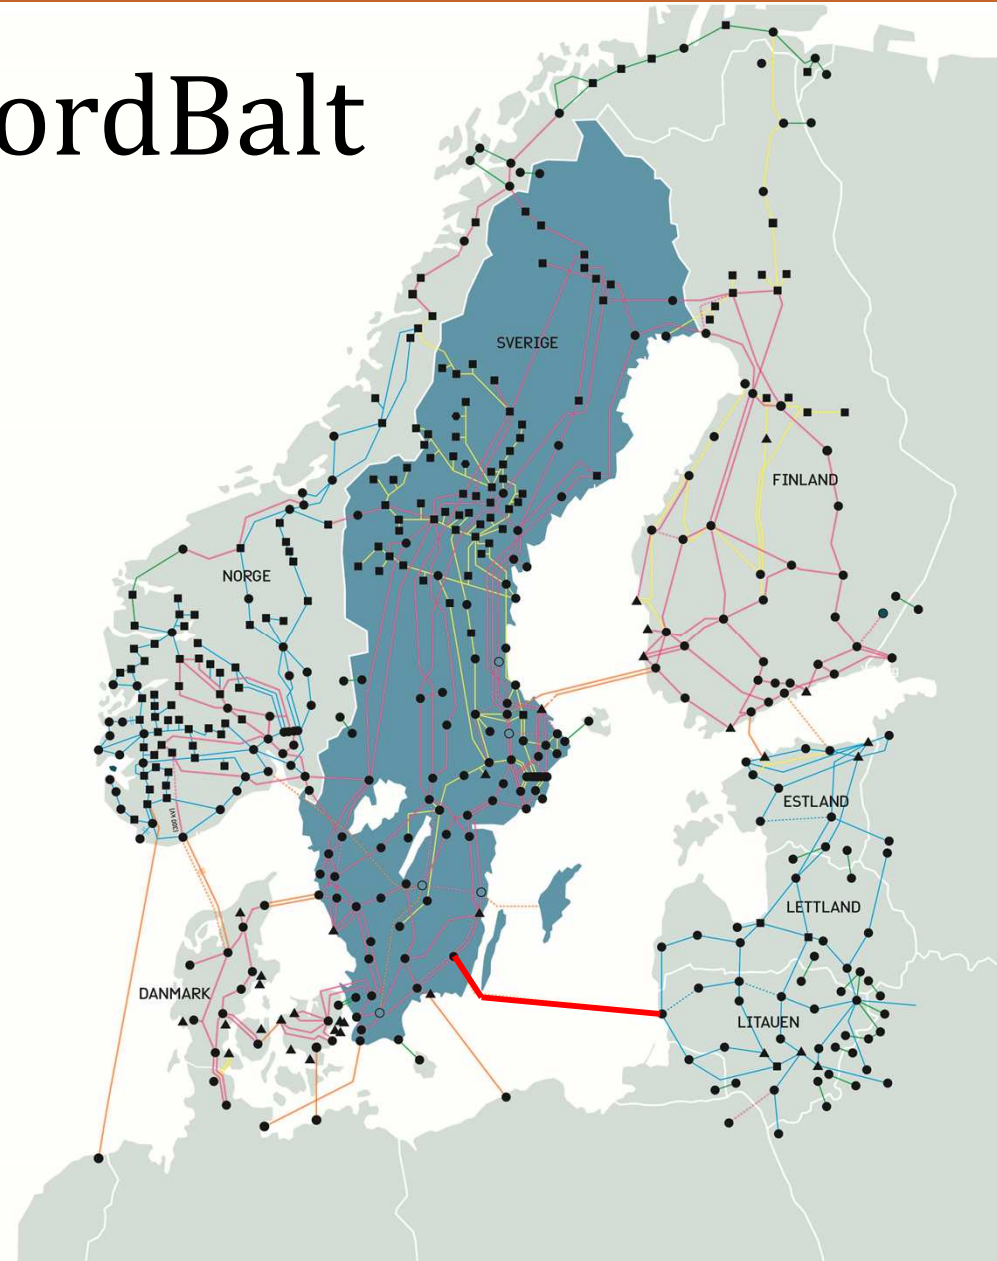 ordBalt
SVERIGE
FINLAND
NORGE
ESTLAND
LETTLAND
DANMARK
LITAUEN